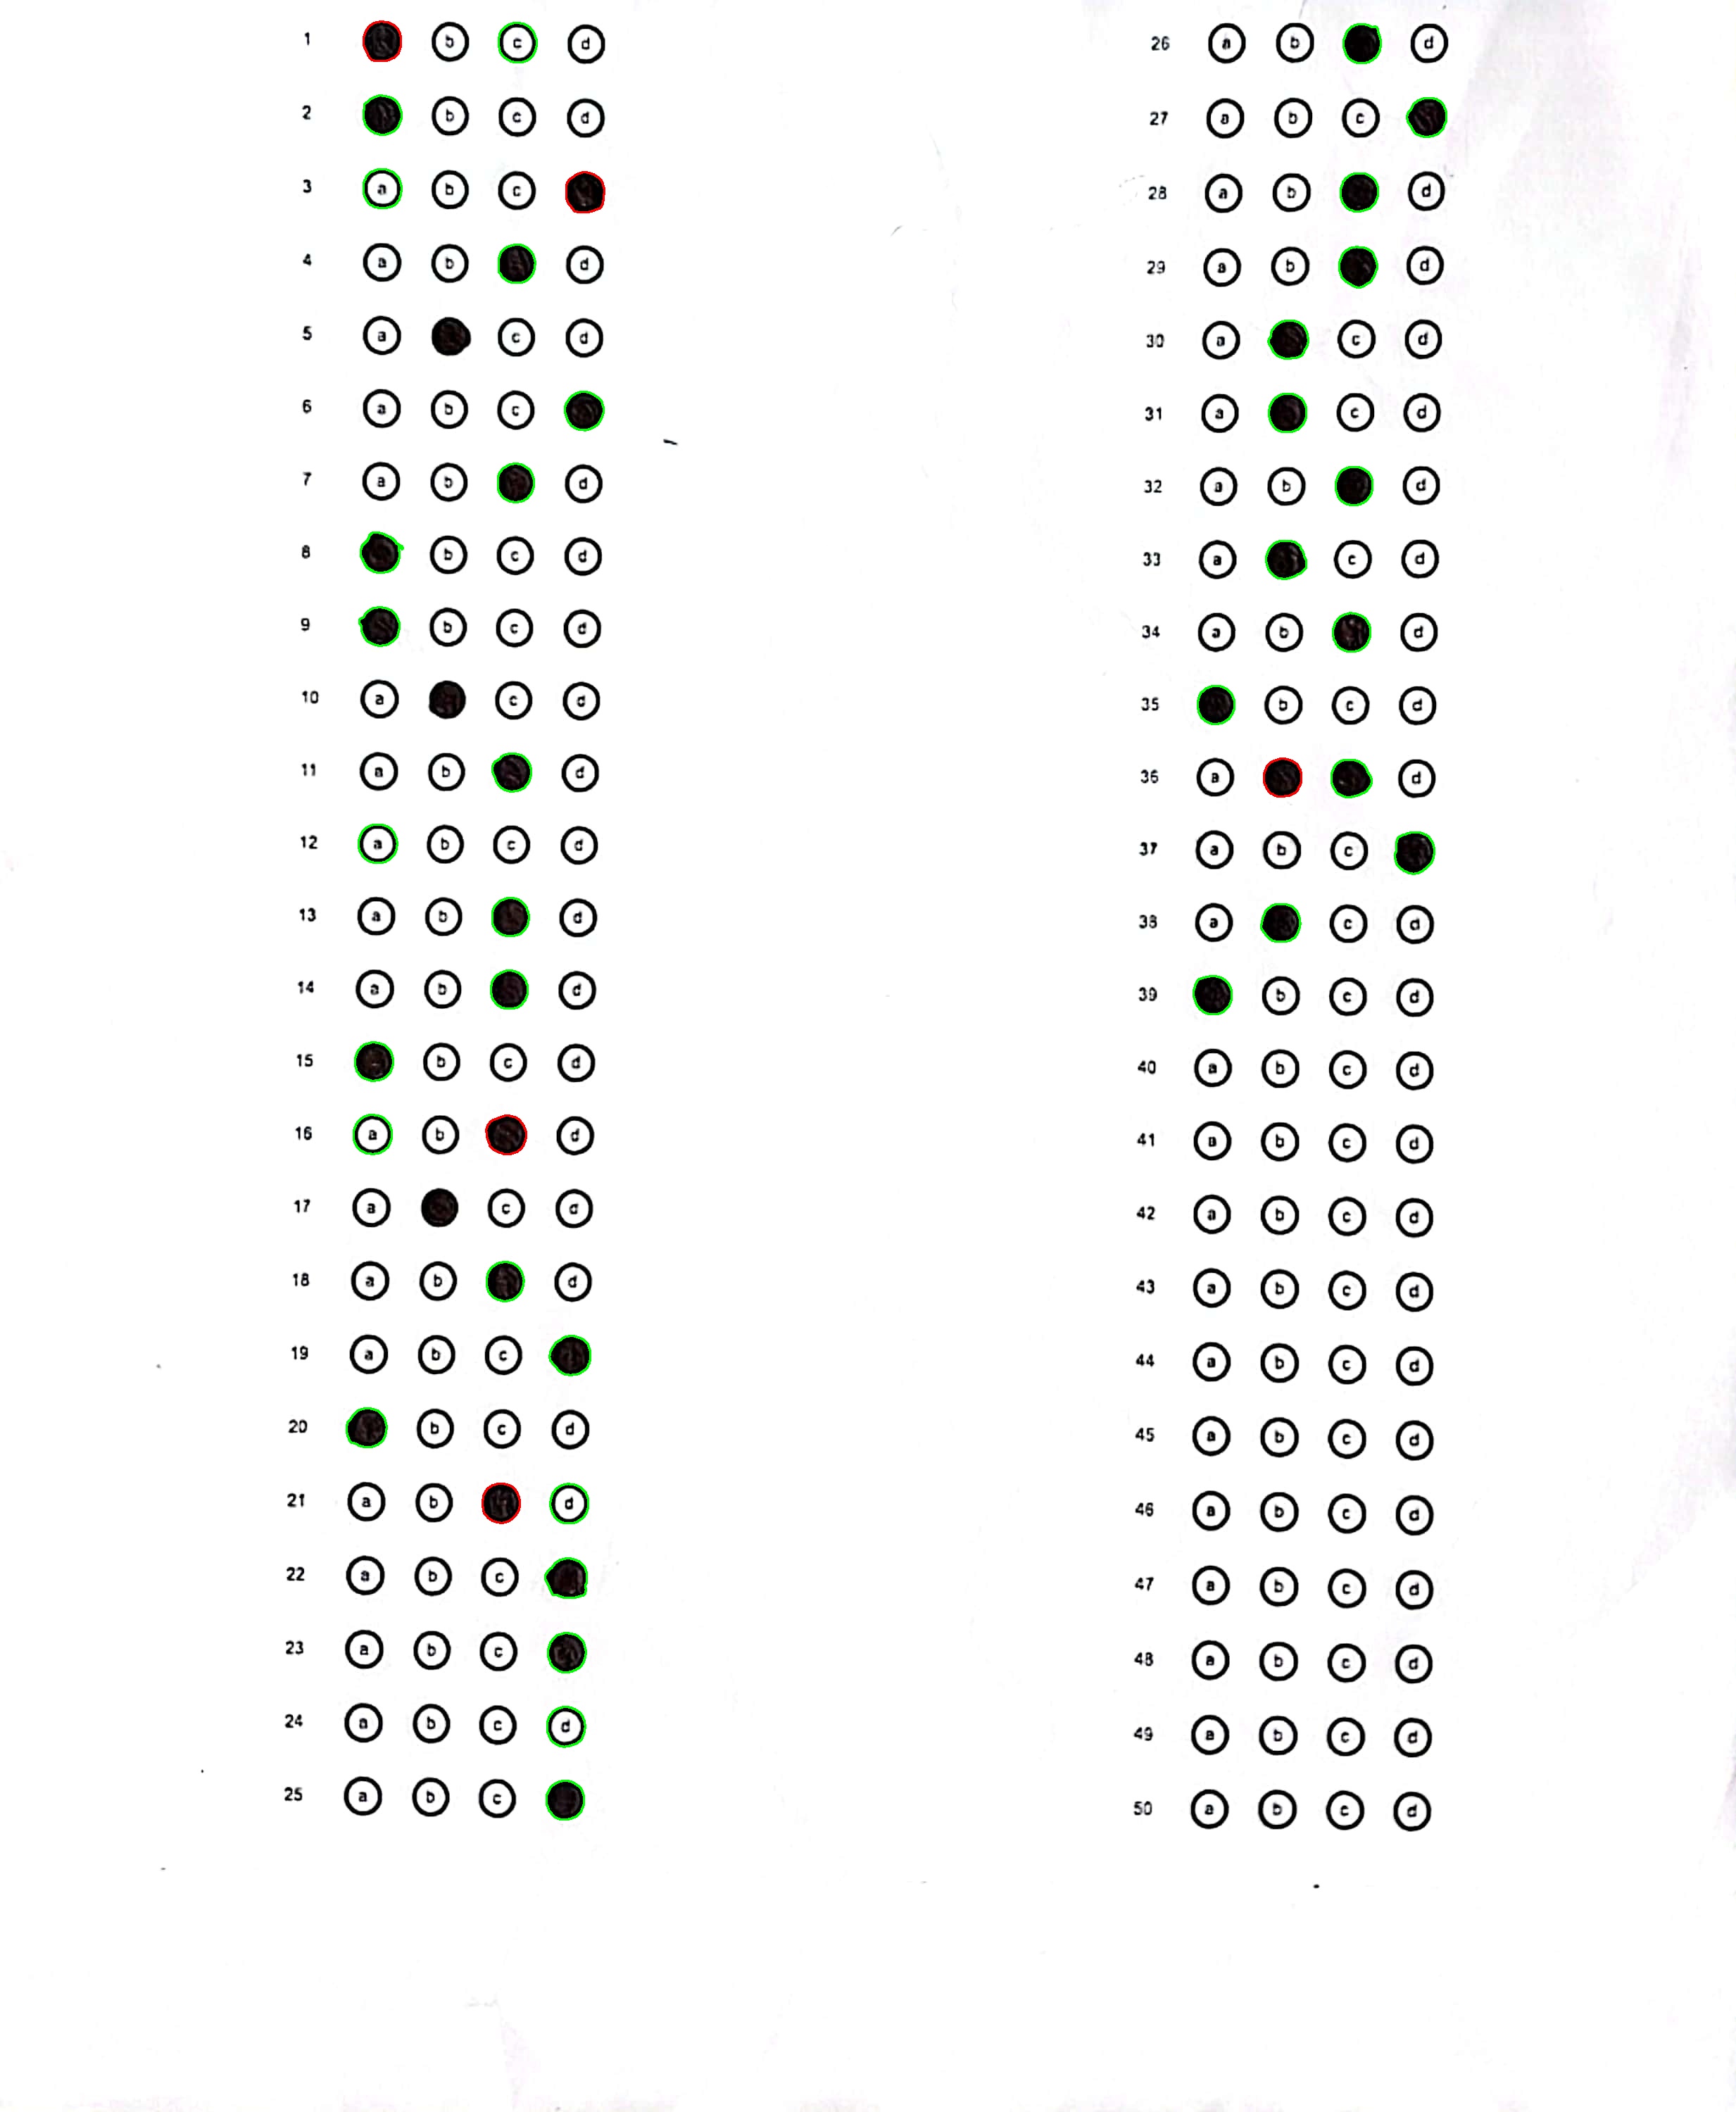 1 b c d
2 b c d
3 a b c
4 a b d
5 a c d
6 a b c
7 a b d
8 b c d
9 b c d
10 a c d
11 a b d
12 a b c d
13 a b d
14 a b d
15 b c d
16 a b d
17 a c d
18 a b d
19 a b c
20 b c d
21 a b d
22 a b c
23 a b c
24 a b c d
25 a b c
26 a b d
27 a b c
28 a b d
29 a b d
30 a c d
31 a c d
32 a b d
33 a c d
34 a b d
35 b c d
36 a d
37 a b c
38 a c d
39 b c d
40 a b c d
41 a b c d
42 a b c d
43 a b c d
44 a b c d
45 a b c d
46 a b c d
47 a b c d
48 a b c d
49 a b c d
50 a b c d